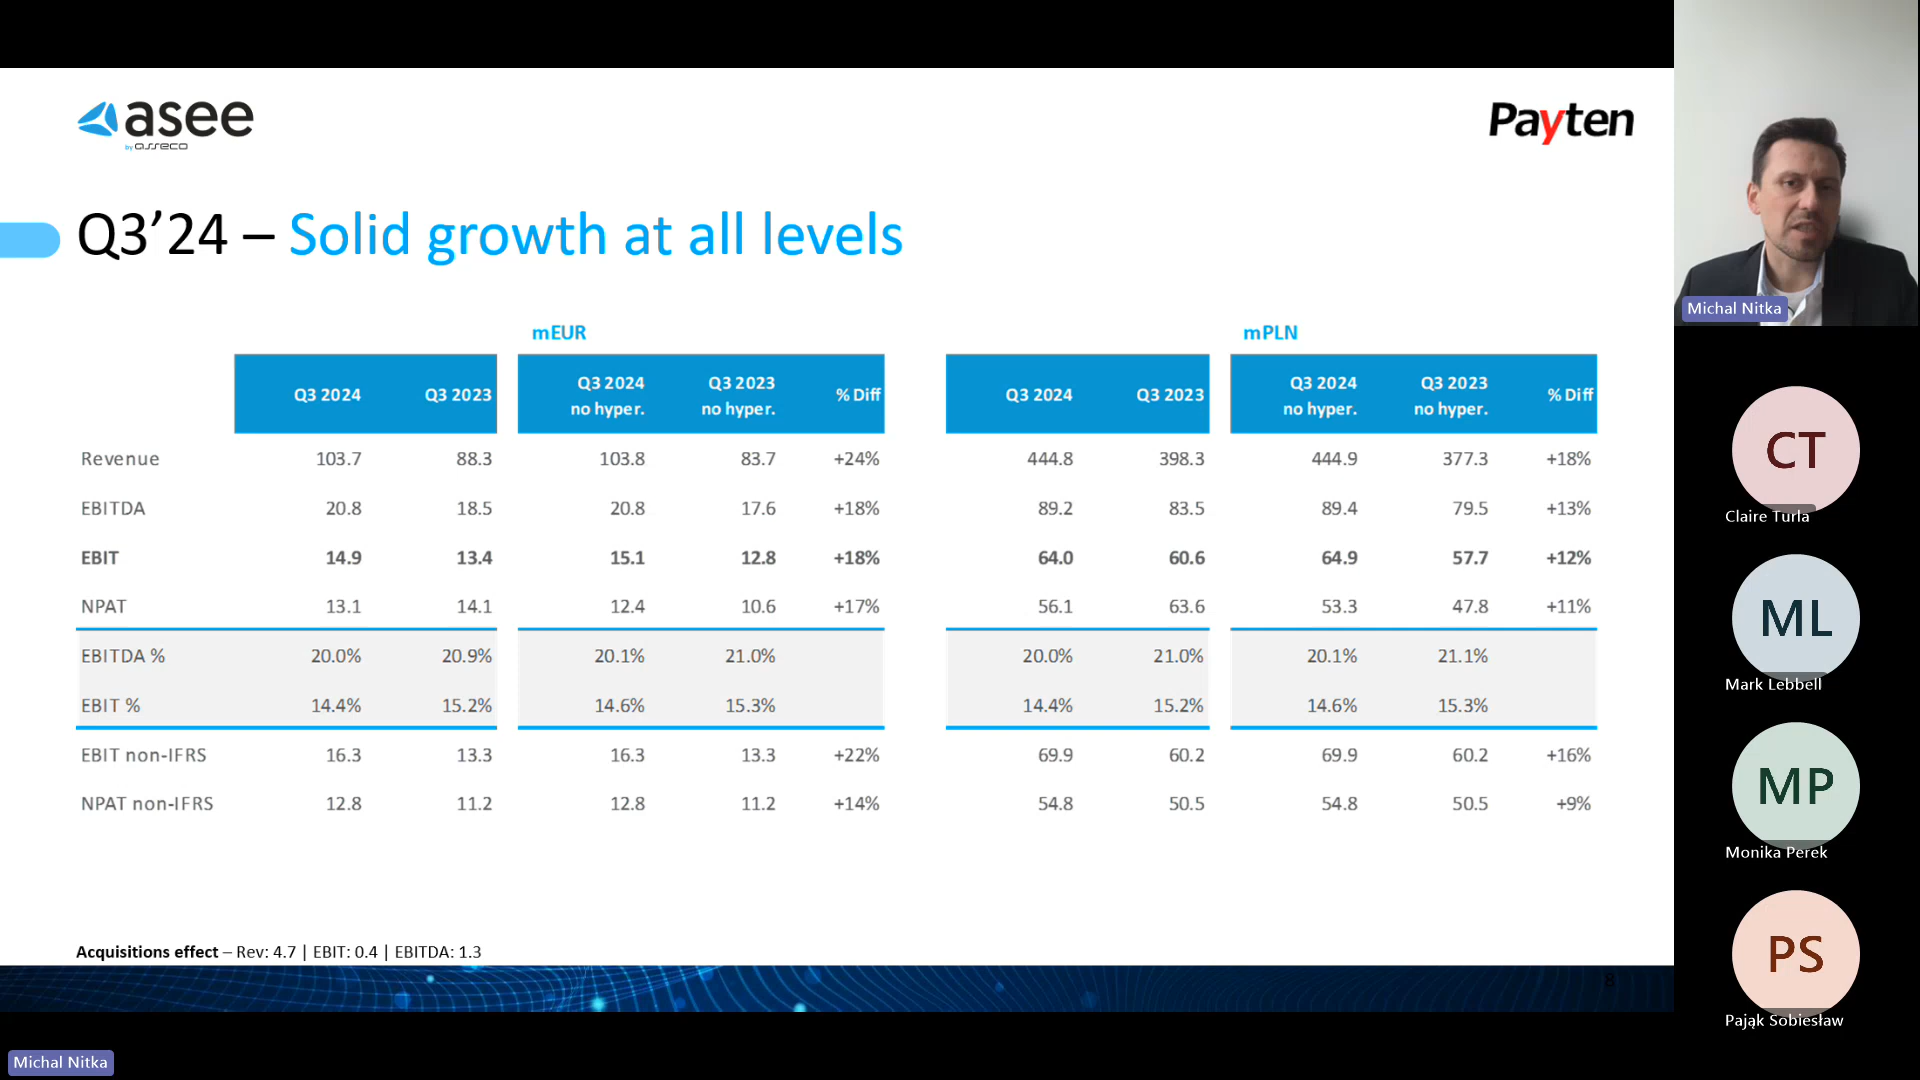 asee
by asseco
Payten
Q3’24 – Solid growth at all levels
mEUR
mPLN
Q3 2024 Q3 2023 Q3 2024 no hyper. Q3 2023 no hyper. % Diff Q3 2024 Q3 2023 Q3 2024 no hyper. Q3 2023 no hyper. % Diff
Revenue 103.7 88.3 103.8 83.7 +24% 444.8 398.3 444.9 377.3 +18%
EBITDA 20.8 18.5 20.8 17.6 +18% 89.2 83.5 89.4 79.5 +13%
EBIT 14.9 13.4 15.1 12.8 +18% 64.0 60.6 64.9 57.7 +12%
NPAT 13.1 14.1 12.4 10.6 +17% 56.1 63.6 53.3 47.8 +11%
EBITDA % 20.0% 20.9% 20.1% 21.0% 20.0% 21.0% 20.1% 21.1%
EBIT % 14.4% 15.2% 14.6% 15.3% 14.4% 15.2% 14.6% 15.3%
EBIT non-IFRS 16.3 13.3 16.3 13.3 +22% 69.9 60.2 69.9 60.2 +16%
NPAT non-IFRS 12.8 11.2 12.8 11.2 +14% 54.8 50.5 54.8 50.5 +9%
Acquisitions effect – Rev: 4.7 | EBIT: 0.4 | EBITDA: 1.3
8
Michal Nitka
Michal Nitka
CT
Claire Turla
ML
Mark Lebbell
MP
Monika Perek
PS
Pająk Sobiesław